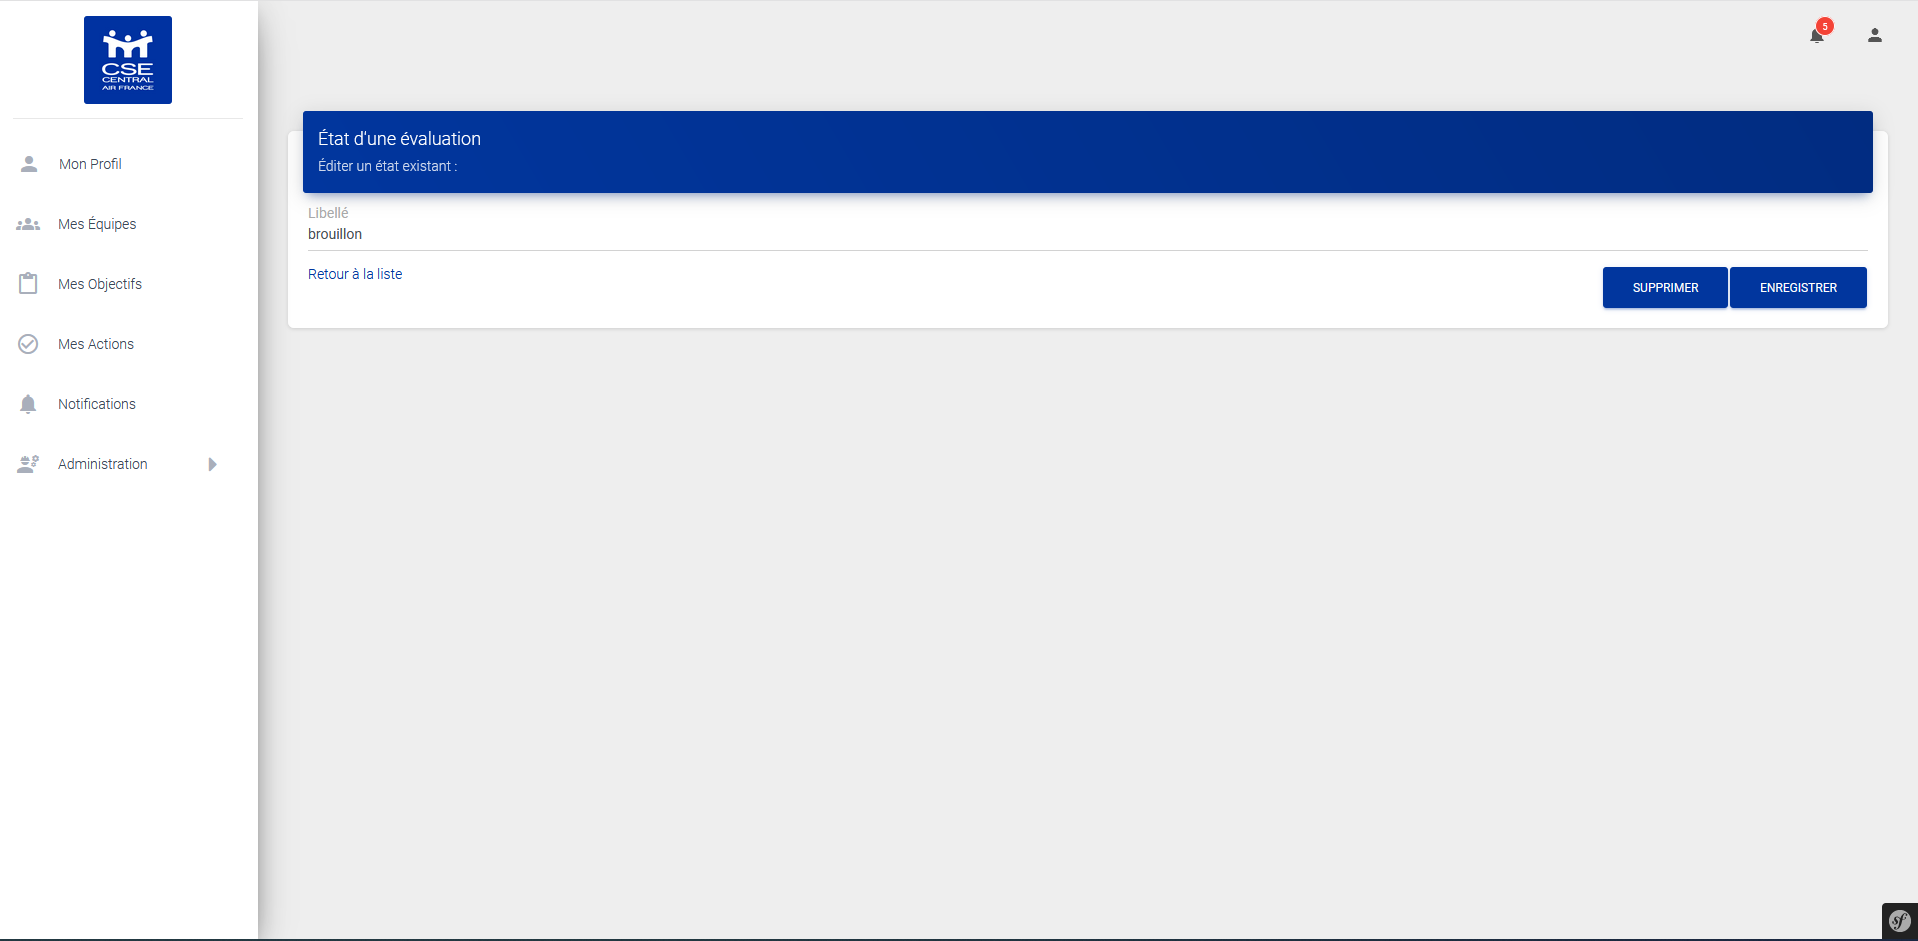 CSE
CENTRAL
AIR FRANCE
Mon Profil
Mes Équipes
Mes Objectifs
Mes Actions
Notifications
Administration
5
État d'une évaluation
Éditer un état existant :
Libellé
brouillon
Retour à la liste
SUPPRIMER
ENREGISTRER
sf